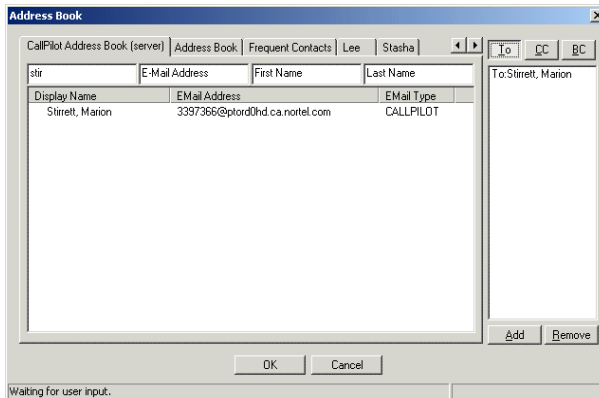 Address Book
CallPilot Address Book (server) Address Book Frequent Contacts Lee Stasha To CC BC
stir E-Mail Address First Name Last Name To:Stirrett, Marion
Display Name EMail Address EMail Type
Stirrett, Marion 3397366@ptord0hd.ca.nortel.com CALLPILOT
Add Remove
OK Cancel
Waiting for user input.